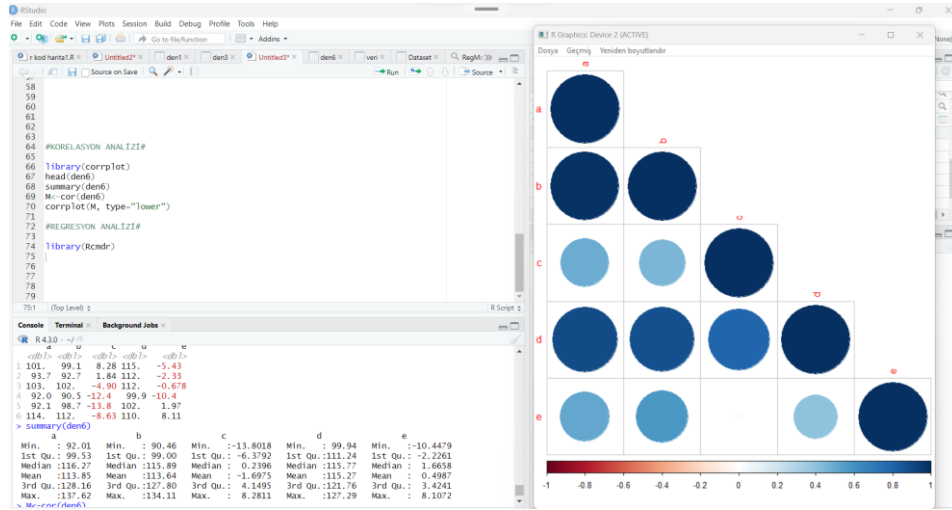 RStudio
File Edit Code View Plots Session Build Debug Profile Tools Help
Go to file/function Addins
r kod harita1.R × Untitled2* × den1 × den3 × Untitled3* × den6 × veri × Dataset × RegMc
Source on Save Run Source
57
58
59
60
61
62
63
64 #KORELASYON ANALİZİ#
65
66 library(corrplot)
67 head(den6)
68 summary(den6)
69 M<-cor(den6)
70 corrplot(M, type="lower")
71
72 #REGRESYON ANALİZİ#
73
74 library(Rcmdr)
75
76
77
78
79
75:1 (Top Level) R Script
Console Terminal × Background Jobs ×
R 4.3.0 · ~/
a b c d e
<dbl> <dbl> <dbl> <dbl> <dbl>
1 101. 99.1 8.28 115. -5.43
2 93.7 92.7 1.84 112. -2.33
3 103. 102. -4.90 112. -0.678
4 92.0 90.5 -12.4 99.9 -10.4
5 92.1 98.7 -13.8 102. 1.97
6 114. 112. -8.63 110. 8.11
> summary(den6)
a b c d e
Min. : 92.01 Min. : 90.46 Min. :-13.8018 Min. : 99.94 Min. :-10.4479
1st Qu.: 99.53 1st Qu.: 99.00 1st Qu.: -6.3792 1st Qu.:111.24 1st Qu.: -2.2261
Median :116.27 Median :115.89 Median : 0.2396 Median :115.77 Median : 1.6658
Mean :113.85 Mean :113.64 Mean : -1.6975 Mean :115.27 Mean : 0.4987
3rd Qu.:128.16 3rd Qu.:127.80 3rd Qu.: 4.1495 3rd Qu.:121.76 3rd Qu.: 3.4241
Max. :137.62 Max. :134.11 Max. : 8.2811 Max. :127.29 Max. : 8.1072
> M<-cor(den6)
R Graphics: Device 2 (ACTIVE)
Dosya Geçmiş Yeniden boyutlandır
a
a
b
b
c
c
d
d
e
e
-1 -0.8 -0.6 -0.4 -0.2 0 0.2 0.4 0.6 0.8 1
None)